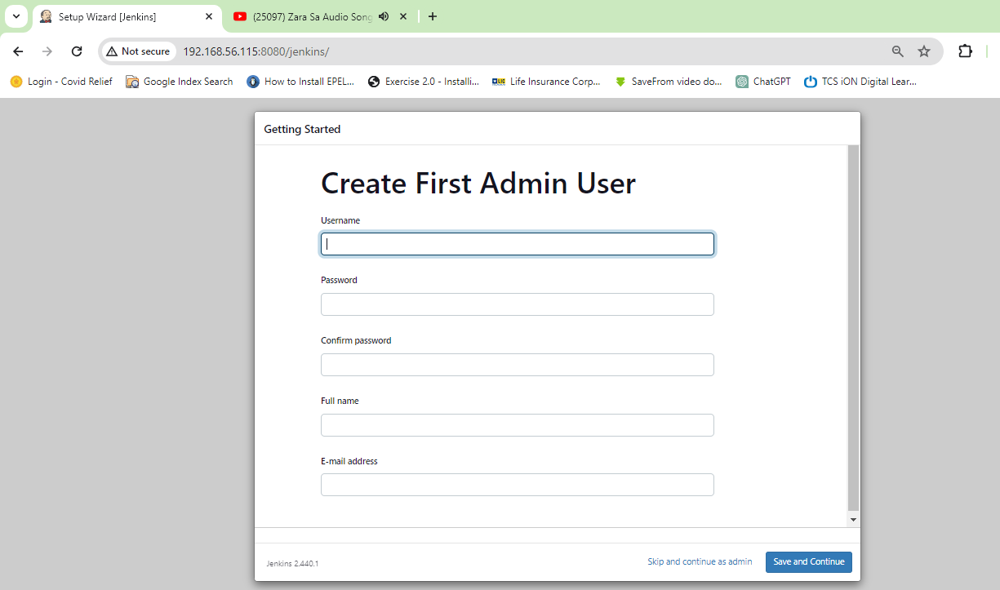 Setup Wizard [Jenkins]
(25097) Zara Sa Audio Song
Not secure
192.168.56.115:8080/jenkins/
Login - Covid Relief
Google Index Search
How to Install EPEL...
Exercise 2.0 - Installi...
LIC
Life Insurance Corp...
SaveFrom video do...
ChatGPT
TCS iON Digital Lear...
Getting Started
Create First Admin User
Username
Password
Confirm password
Full name
E-mail address
Jenkins 2.440.1
Skip and continue as admin
Save and Continue